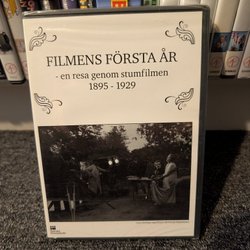 FILMENS FÖRSTA ÅR
- en resa genom stumfilmen
1895 - 1929